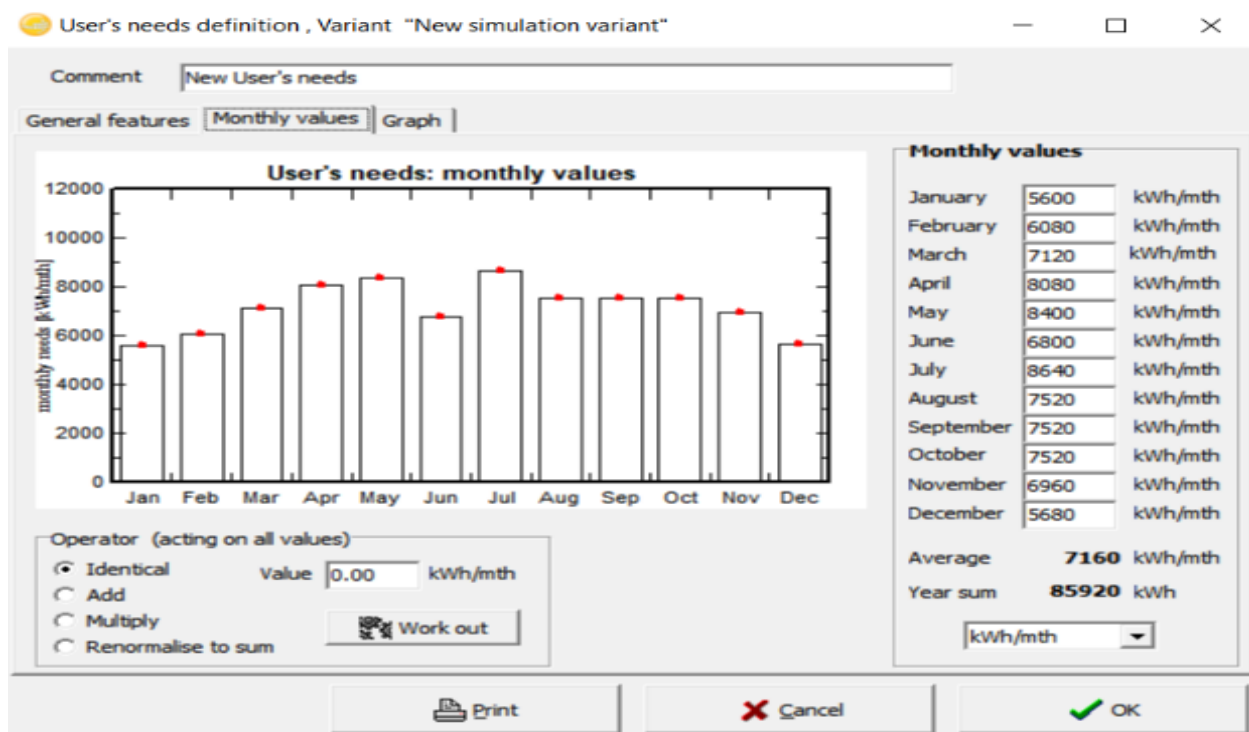 User's needs definition , Variant "New simulation variant"
Comment New User's needs
General features Monthly values Graph
User's needs: monthly values
monthly needs [kWh/mth]
12000
10000
8000
6000
4000
2000
0
Jan Feb Mar Apr May Jun Jul Aug Sep Oct Nov Dec
Operator (acting on all values)
Identical Value 0.00 kWh/mth
Add
Multiply
Work out
Renormalise to sum
Monthly values
January 5600 kWh/mth
February 6080 kWh/mth
March 7120 kWh/mth
April 8080 kWh/mth
May 8400 kWh/mth
June 6800 kWh/mth
July 8640 kWh/mth
August 7520 kWh/mth
September 7520 kWh/mth
October 7520 kWh/mth
November 6960 kWh/mth
December 5680 kWh/mth
Average 7160 kWh/mth
Year sum 85920 kWh
kWh/mth
Print Cancel OK